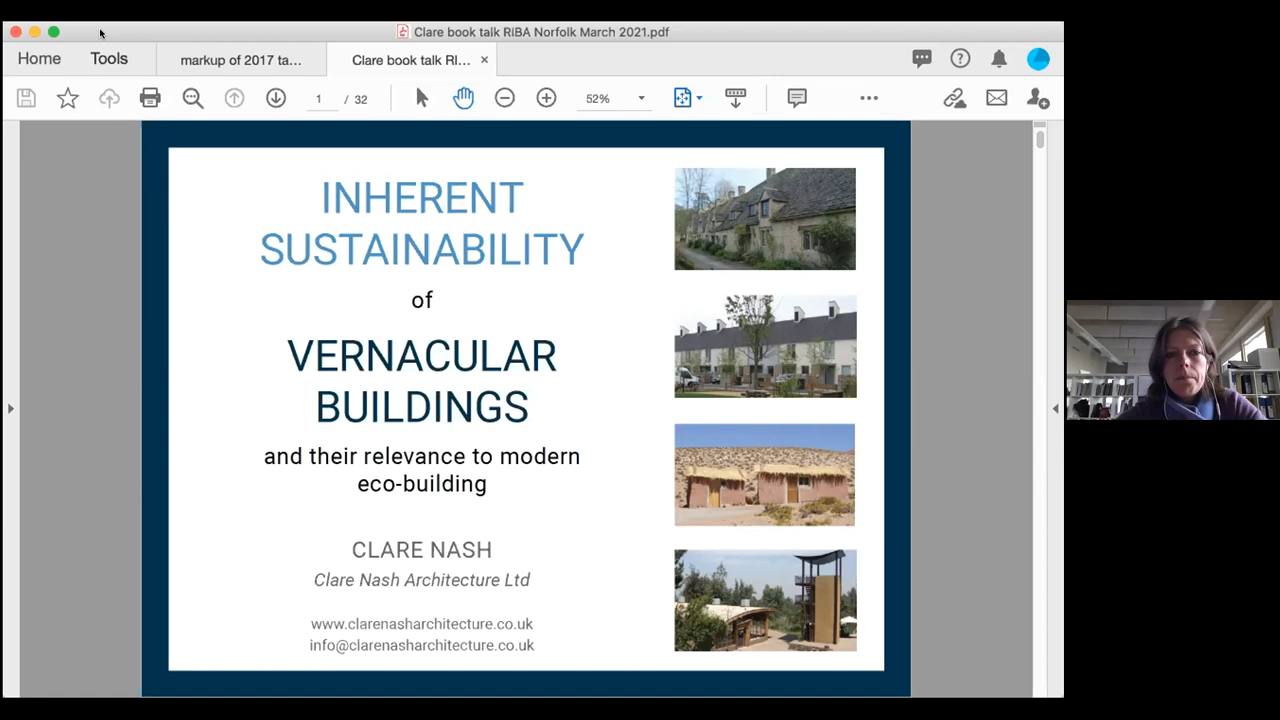 Clare book talk RiBA Norfolk March 2021.pdf
Home
Tools
markup of 2017 ta...
Clare book talk RI...
1
/ 32
52%
INHERENT
SUSTAINABILITY
of
VERNACULAR
BUILDINGS
and their relevance to modern
eco-building
CLARE NASH
Clare Nash Architecture Ltd
www.clarenasharchitecture.co.uk
info@clarenasharchitecture.co.uk